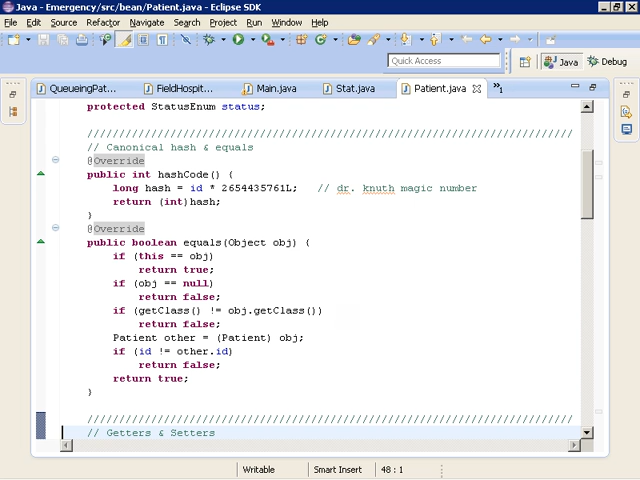 Java - Emergency/src/bean/Patient.java - Eclipse SDK
File Edit Source Refactor Navigate Search Project Run Window Help
Quick Access
Java Debug
QueueingPat... FieldHospit... Main.java Stat.java Patient.java »1
protected StatusEnum status;
///////////////////////////////////////////////////////////////////////////
// Canonical hash & equals
@Override
public int hashCode() {
long hash = id * 2654435761L; // dr. knuth magic number
return (int)hash;
}
@Override
public boolean equals(Object obj) {
if (this == obj)
return true;
if (obj == null)
return false;
if (getClass() != obj.getClass())
return false;
Patient other = (Patient) obj;
if (id != other.id)
return false;
return true;
}
///////////////////////////////////////////////////////////////////////////
// Getters & Setters
Writable Smart Insert 48 : 1